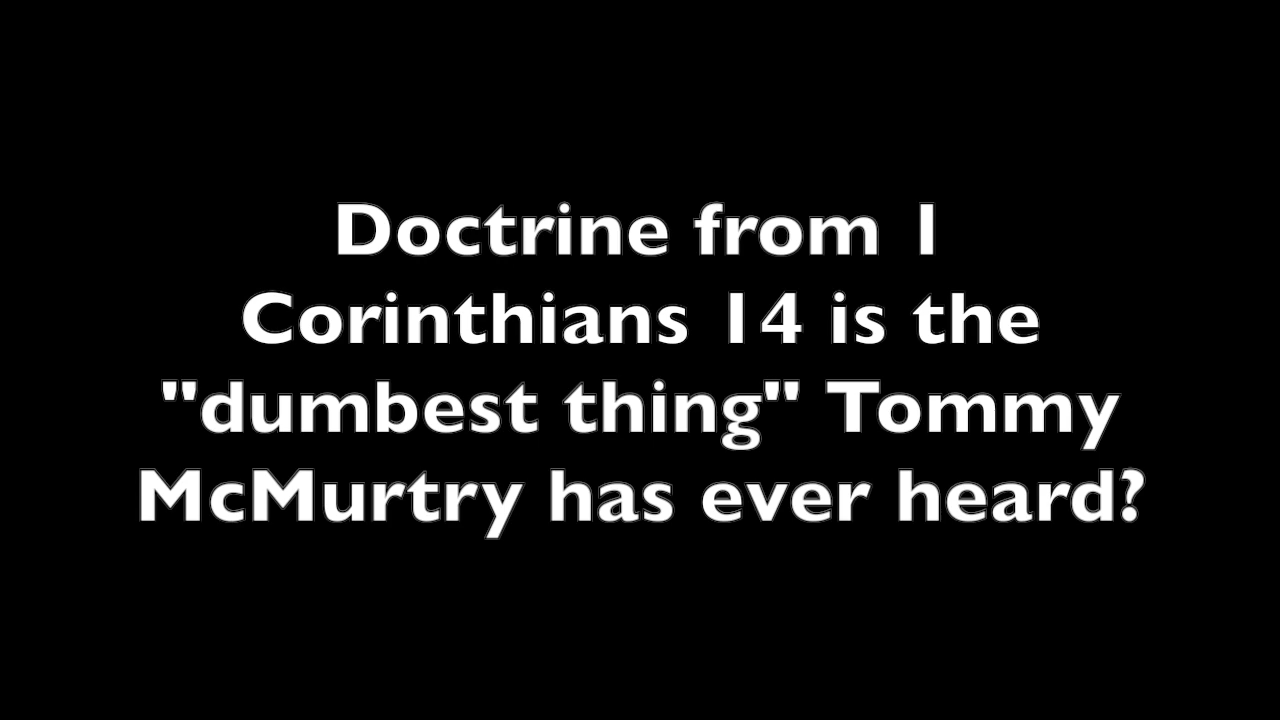 Doctrine from 1
Corinthians 14 is the
"dumbest thing" Tommy
McMurtry has ever heard?